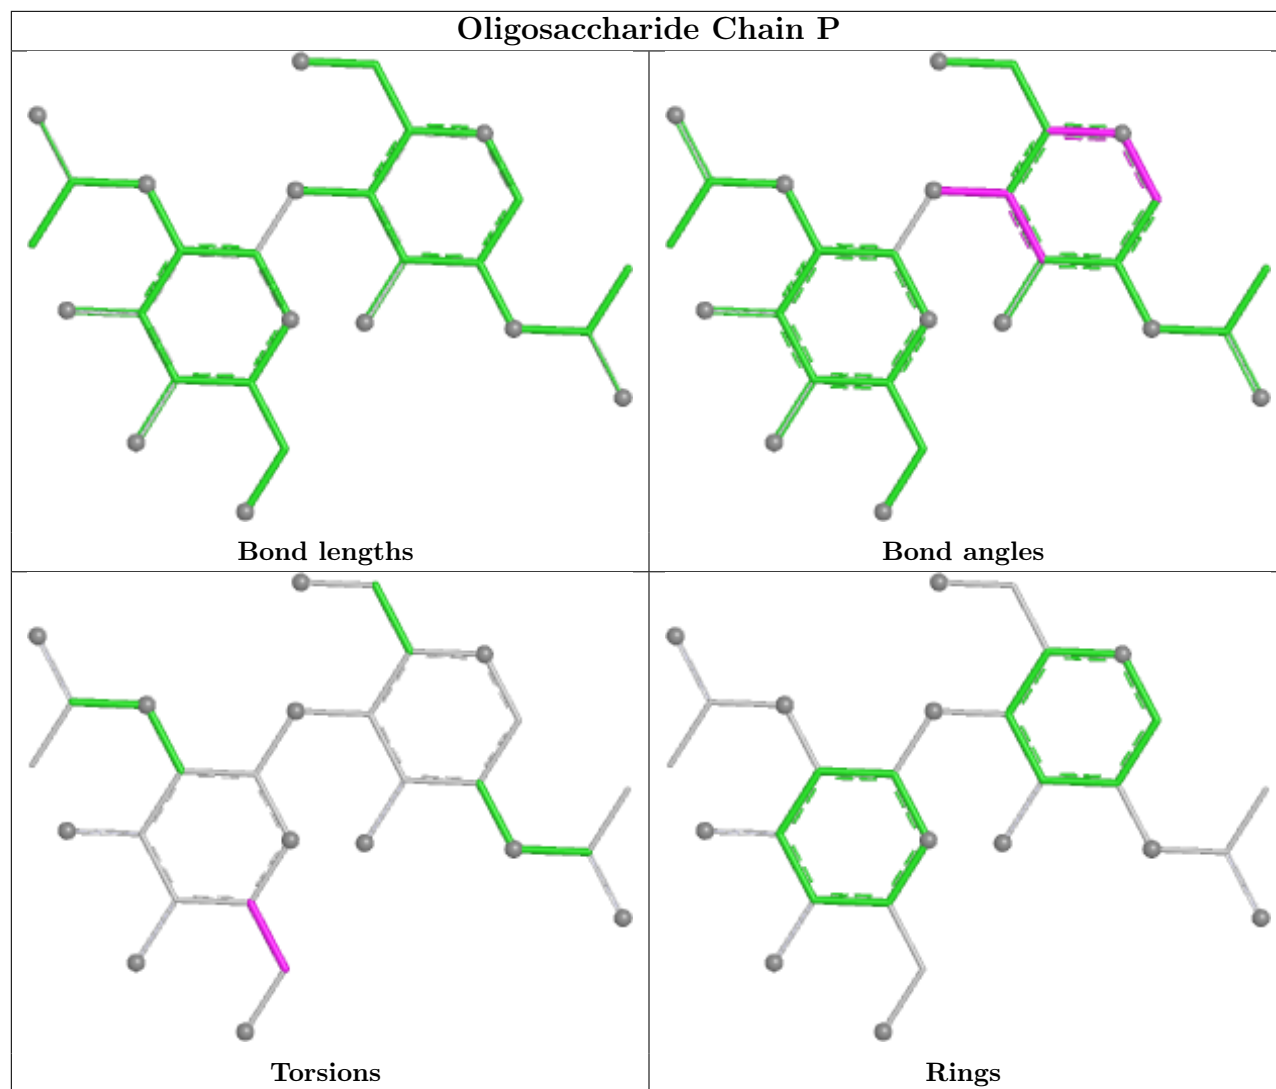 Oligosaccharide Chain P
Bond lengths
Bond angles
Torsions
Rings